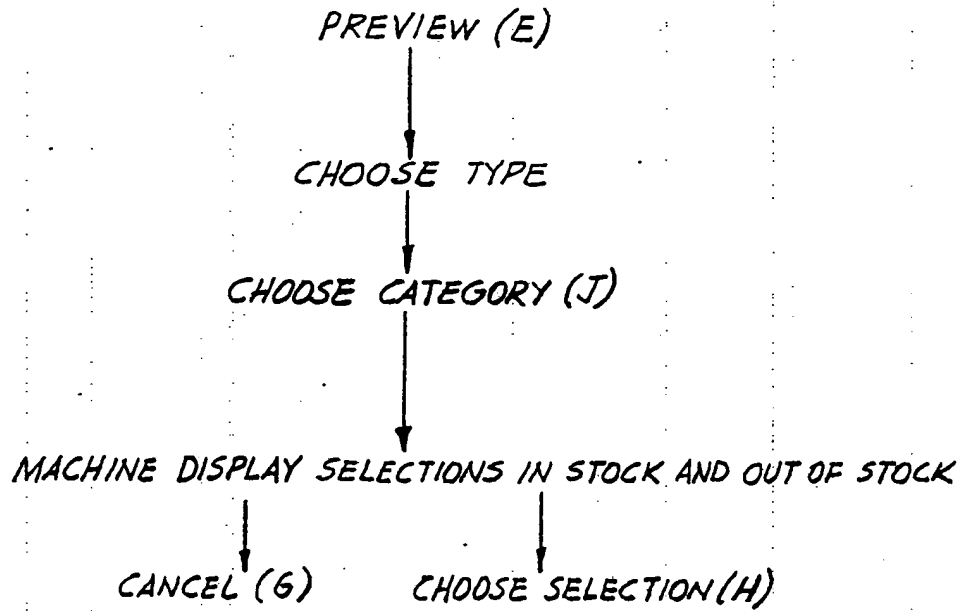 PREVIEW (E)
CHOOSE TYPE
CHOOSE CATEGORY (J)
MACHINE DISPLAY SELECTIONS IN STOCK AND OUT OF STOCK
CANCEL (G)
CHOOSE SELECTION (H)